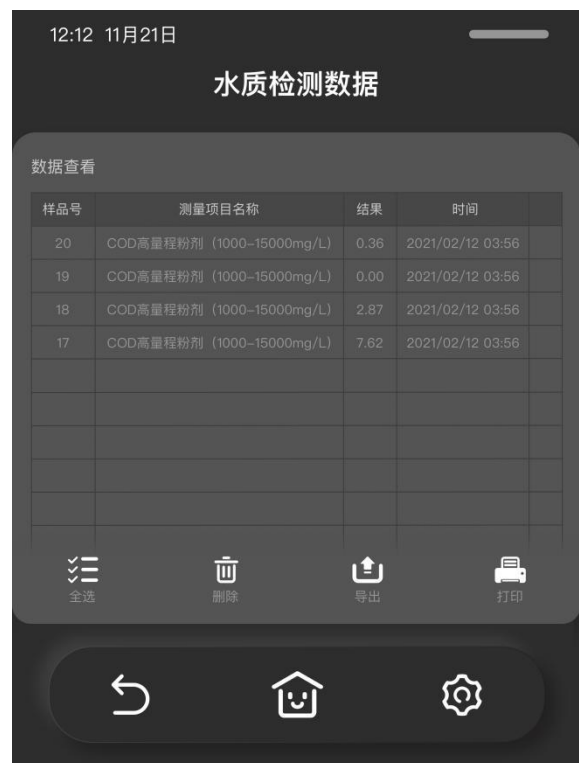 12:12 11月21日
水质检测数据
数据查看
样品号 测量项目名称 结果 时间
20 COD高量程粉剂（1000–15000mg/L） 0.36 2021/02/12 03:56
19 COD高量程粉剂（1000–15000mg/L） 0.00 2021/02/12 03:56
18 COD高量程粉剂（1000–15000mg/L） 2.87 2021/02/12 03:56
17 COD高量程粉剂（1000–15000mg/L） 7.62 2021/02/12 03:56
全选 删除 导出 打印